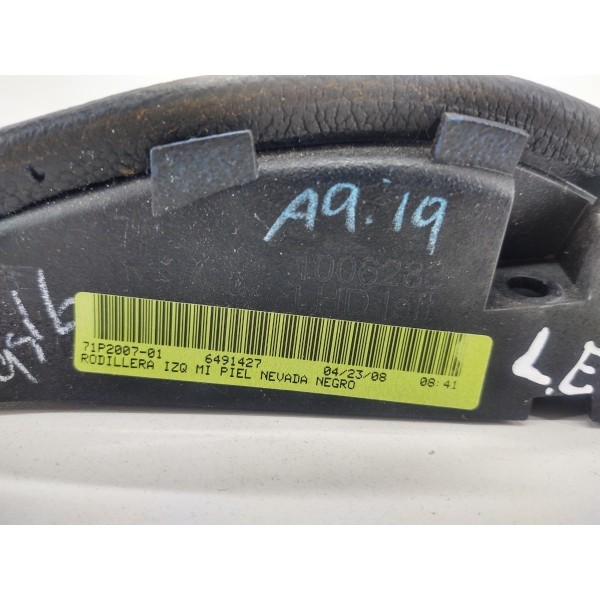 A9.19
71P2007-01 6491427 04/23/08 08:41
RODILLERA IZQ MI PIEL NEVADA NEGRO
L.E